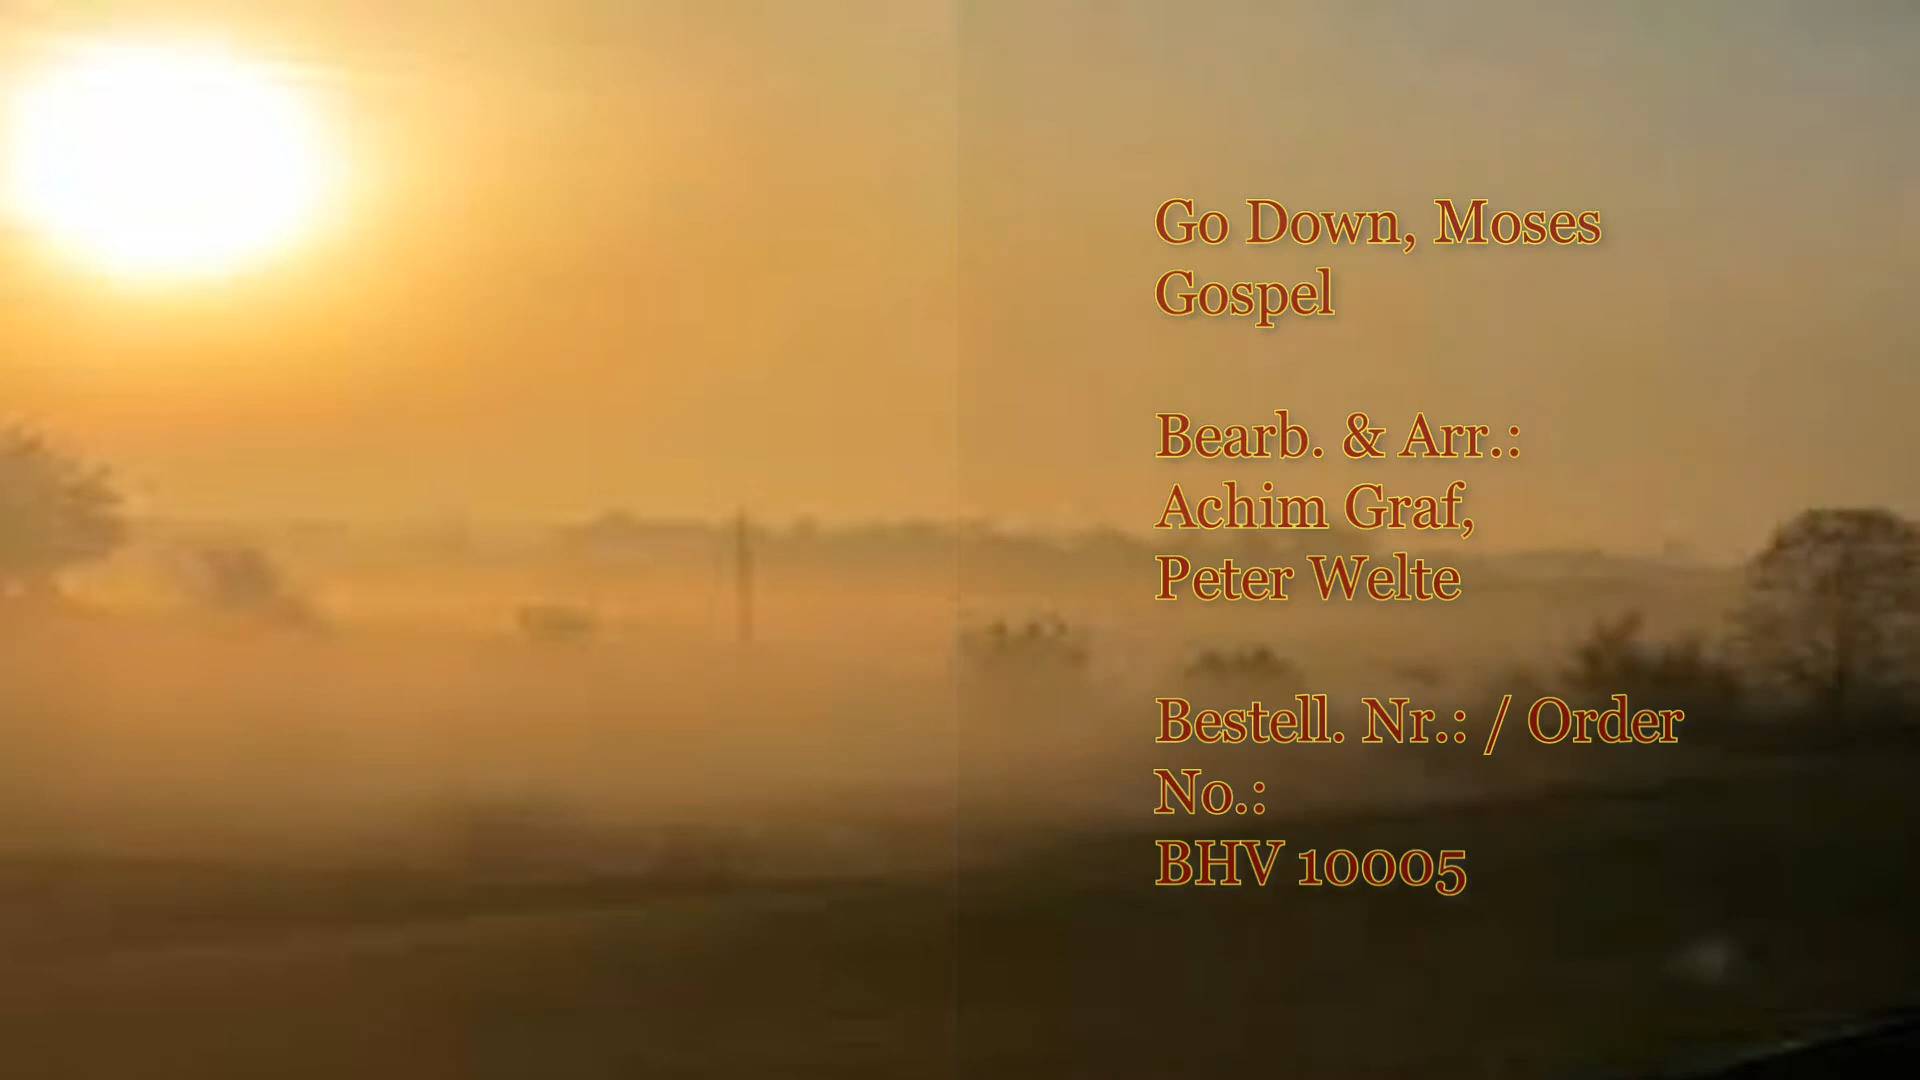 Go Down, Moses
Gospel
Bearb. & Arr.:
Achim Graf,
Peter Welte
Bestell. Nr.: / Order
No.:
BHV 10005